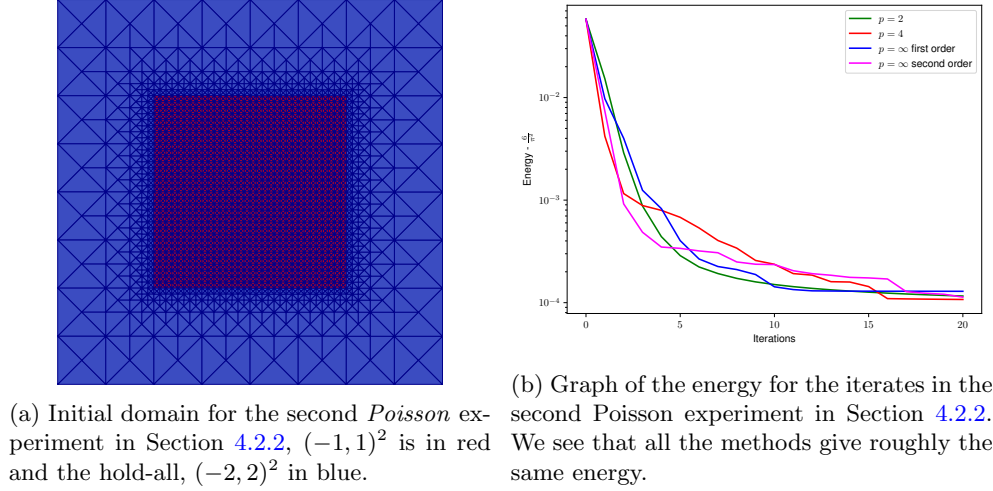 10⁻²
10⁻³
10⁻⁴
Energy -
0
5
10
15
20
Iterations
p = 2
p = 4
p = ∞ first order
p = ∞ second order
(a) Initial domain for the second Poisson ex-
periment in Section 4.2.2, (−1, 1)² is in red
and the hold-all, (−2, 2)² in blue.
(b) Graph of the energy for the iterates in the
second Poisson experiment in Section 4.2.2.
We see that all the methods give roughly the
same energy.